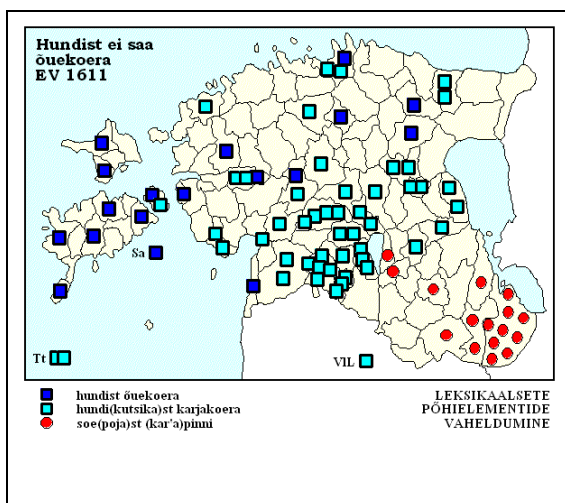 Hundist ei saa
õuekoera
EV 1611
Sa
Tt
VlL
hundist õuekoera
hundi(kutsika)st karjakoera
soe(poja)st (kar'a)pinni
LEKSIKAALSETE
PÕHIELEMENTIDE
VAHELDUMINE